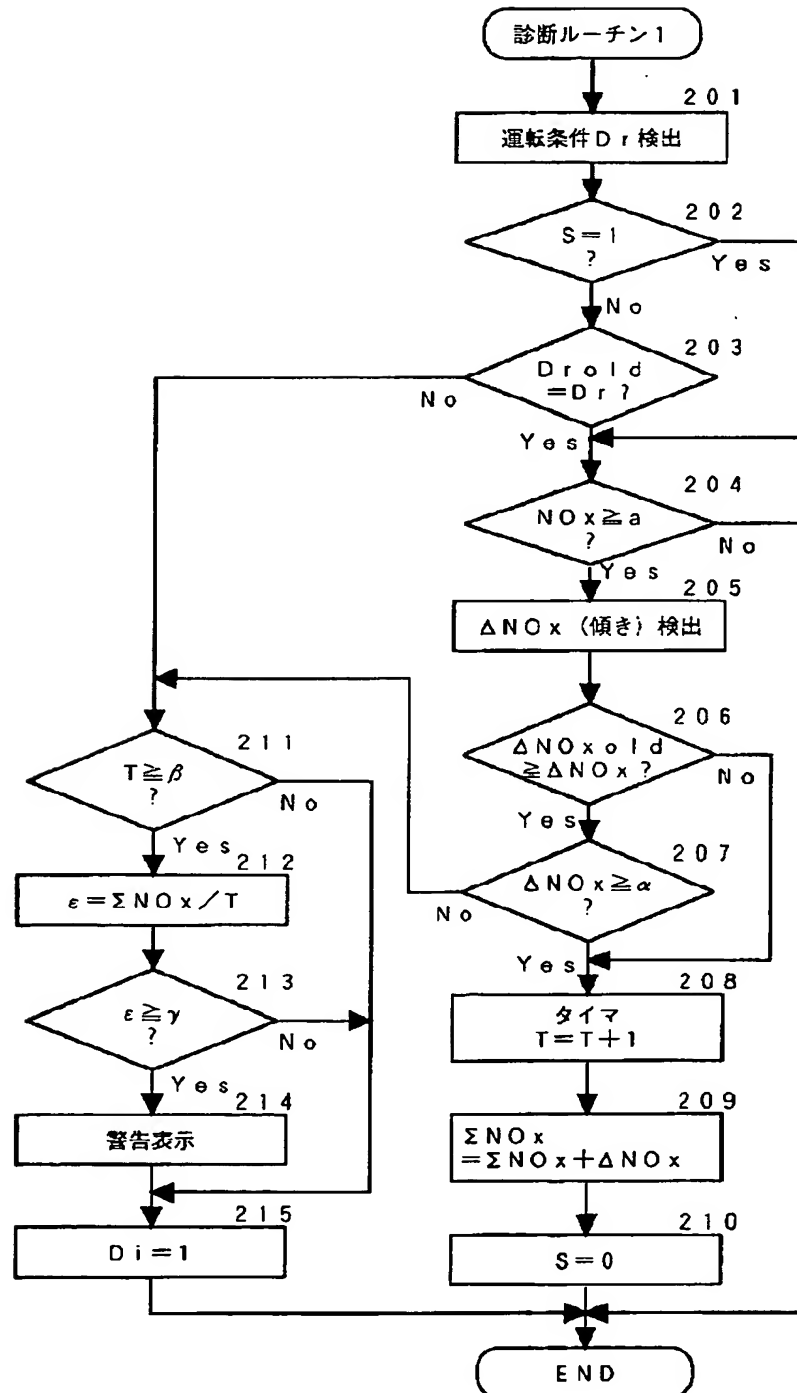 診断ルーチン1
201
運転条件Dr検出
202
S=1
?
Yes
No
203
Drold
=Dr?
No
Yes
204
NOx≧a
?
No
Yes
205
ΔNOx(傾き)検出
206
ΔNOxold
≧ΔNOx?
No
Yes
207
ΔNOx≧α
?
No
Yes
208
タイマ
T=T+1
209
ΣNOx
=ΣNOx+ΔNOx
210
S=0
211
T≧β
?
No
Yes
212
ε=ΣNOx/T
213
ε≧γ
?
No
Yes
214
警告表示
215
Di=1
END